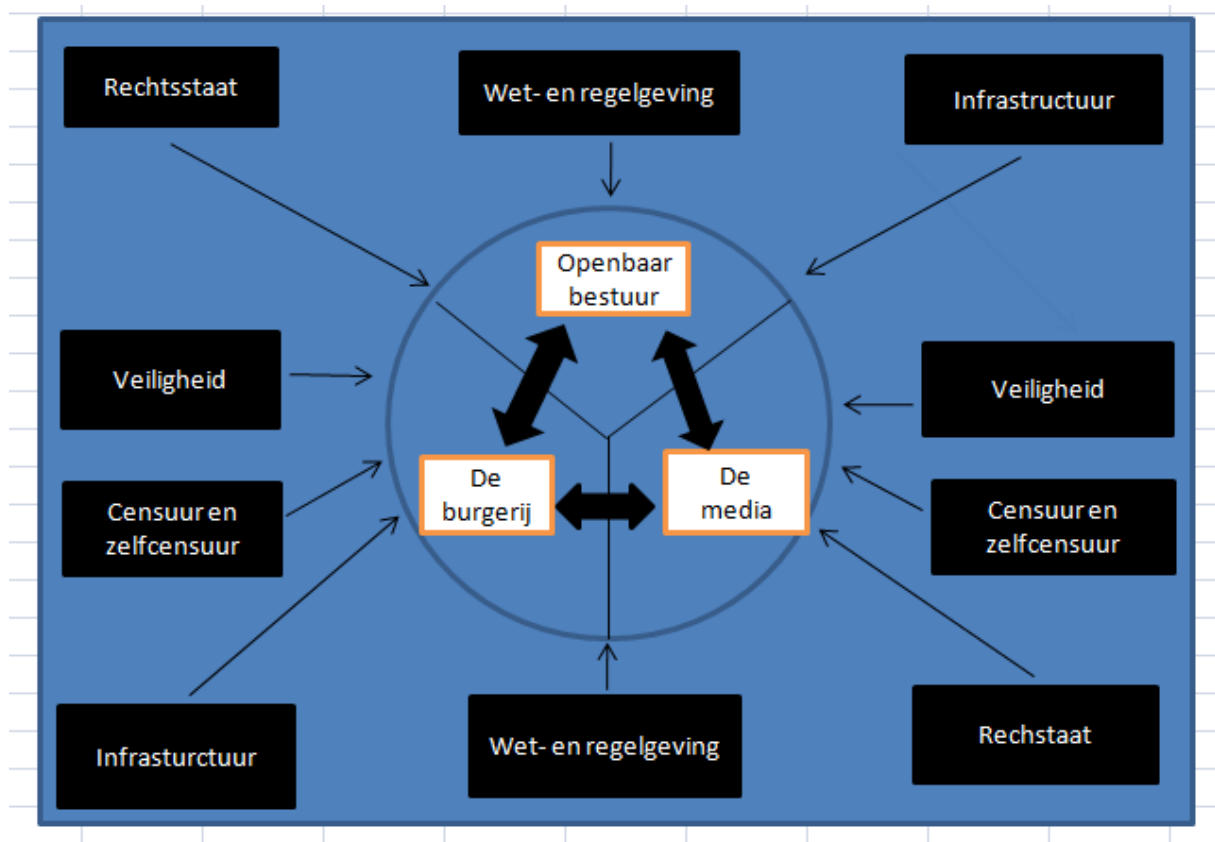 Rechtsstaat
Wet- en regelgeving
Infrastructuur
Openbaar
bestuur
Veiligheid
Veiligheid
De
burgerij
De
media
Censuur en
zelfcensuur
Censuur en
zelfcensuur
Infrasturctuur
Wet- en regelgeving
Rechstaat